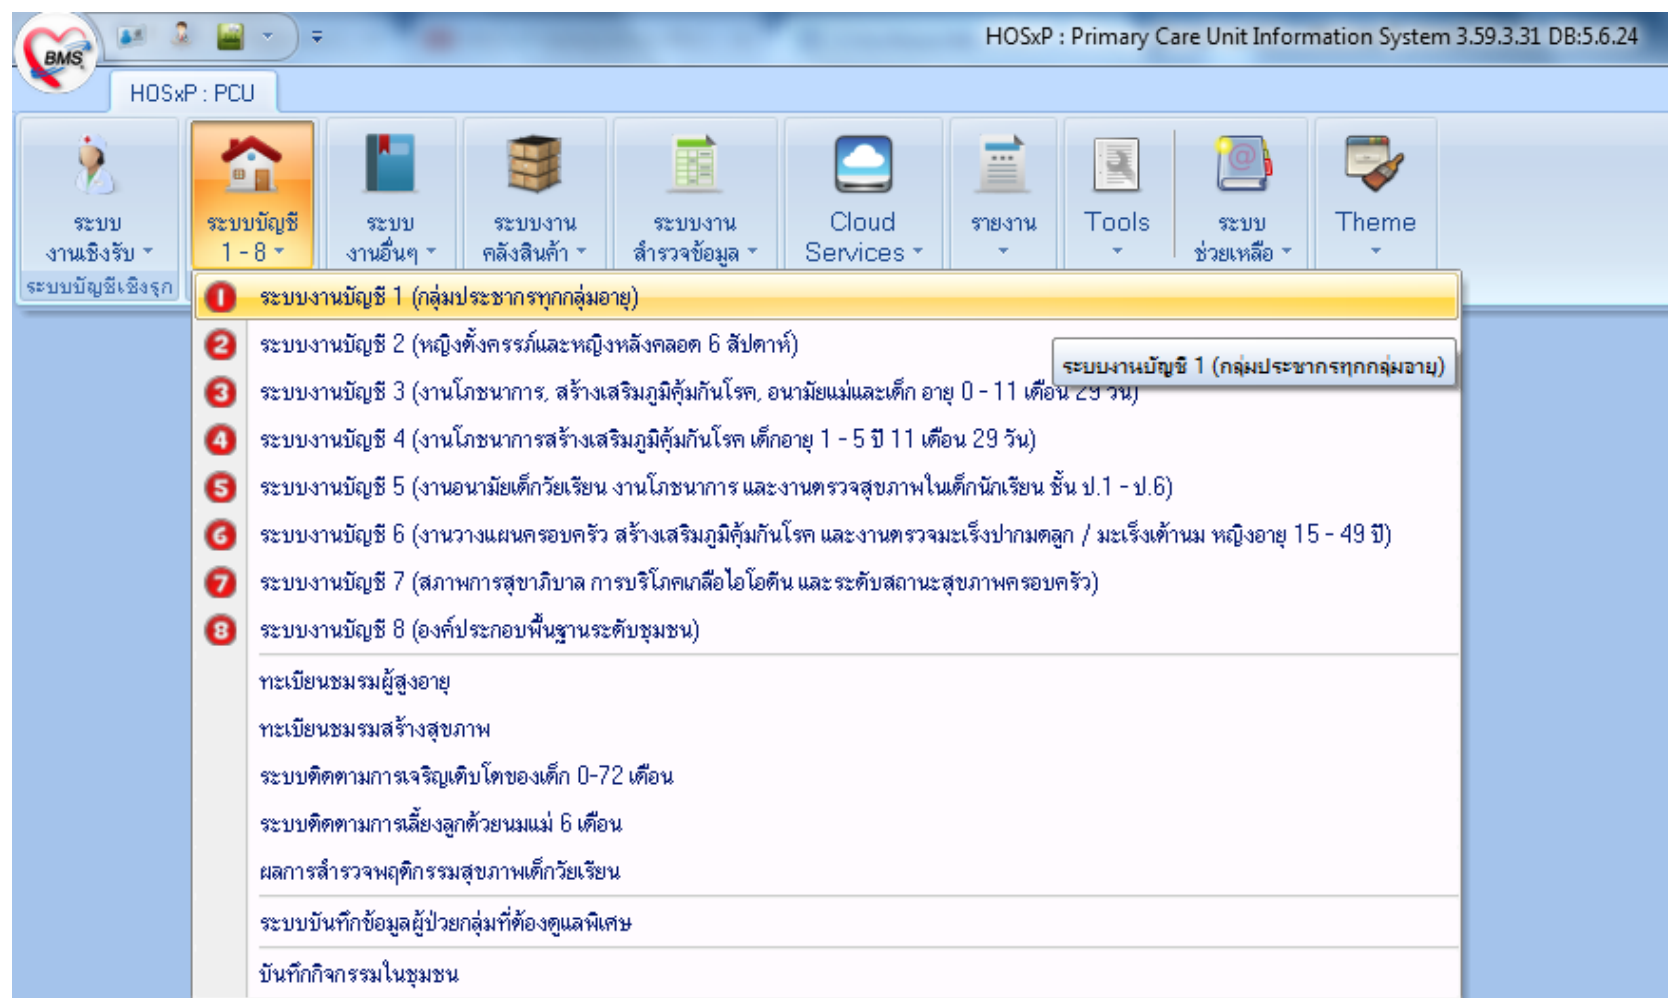 BMS
HOSxP : Primary Care Unit Information System 3.59.3.31 DB:5.6.24
HOSxP : PCU
ระบบ
งานเชิงรับ
ระบบบัญชี
1 - 8
ระบบ
งานอื่นๆ
ระบบงาน
คลังสินค้า
ระบบงาน
สำรวจข้อมูล
Cloud
Services
รายงาน
Tools
ระบบ
ช่วยเหลือ
Theme
ระบบบัญชีเชิงรุก
1 ระบบงานบัญชี 1 (กลุ่มประชากรทุกกลุ่มอายุ)
2 ระบบงานบัญชี 2 (หญิงตั้งครรภ์และหญิงหลังคลอด 6 สัปดาห์)
ระบบงานบัญชี 1 (กลุ่มประชากรทุกกลุ่มอายุ)
3 ระบบงานบัญชี 3 (งานโภชนาการ, สร้างเสริมภูมิคุ้มกันโรค, อนามัยแม่และเด็ก อายุ 0 - 11 เดือน 29 วัน)
4 ระบบงานบัญชี 4 (งานโภชนาการสร้างเสริมภูมิคุ้มกันโรค เด็กอายุ 1 - 5 ปี 11 เดือน 29 วัน)
5 ระบบงานบัญชี 5 (งานอนามัยเด็กวัยเรียน งานโภชนาการ และงานตรวจสุขภาพในเด็กนักเรียน ชั้น ป.1 - ป.6)
6 ระบบงานบัญชี 6 (งานวางแผนครอบครัว สร้างเสริมภูมิคุ้มกันโรค และงานตรวจมะเร็งปากมดลูก / มะเร็งเต้านม หญิงอายุ 15 - 49 ปี)
7 ระบบงานบัญชี 7 (สภาพการสุขาภิบาล การบริโภคเกลือไอโอดีน และระดับสถานะสุขภาพครอบครัว)
8 ระบบงานบัญชี 8 (องค์ประกอบพื้นฐานระดับชุมชน)
ทะเบียนชมรมผู้สูงอายุ
ทะเบียนชมรมสร้างสุขภาพ
ระบบติดตามการเจริญเติบโตของเด็ก 0-72 เดือน
ระบบติดตามการเลี้ยงลูกด้วยนมแม่ 6 เดือน
ผลการสำรวจพฤติกรรมสุขภาพเด็กวัยเรียน
ระบบบันทึกข้อมูลผู้ป่วยกลุ่มที่ต้องดูแลพิเศษ
บันทึกกิจกรรมในชุมชน